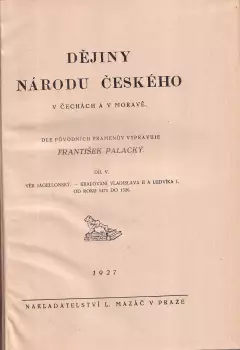 DĚJINY
NÁRODU ČESKÉHO
V ČECHÁCH A V MORAVĚ.
DLE PŮVODNÍCH PRAMENŮV VYPRAVUJE
FRANTIŠEK PALACKÝ.
DÍL V.
VĚK JAGELLONSKÝ. — KRALOVÁNÍ VLADISLAVA II A LUDVÍKA I.
OD ROKU 1471 DO 1526.
1927
NAKLADATELSTVÍ L. MAZÁČ V PRAZE